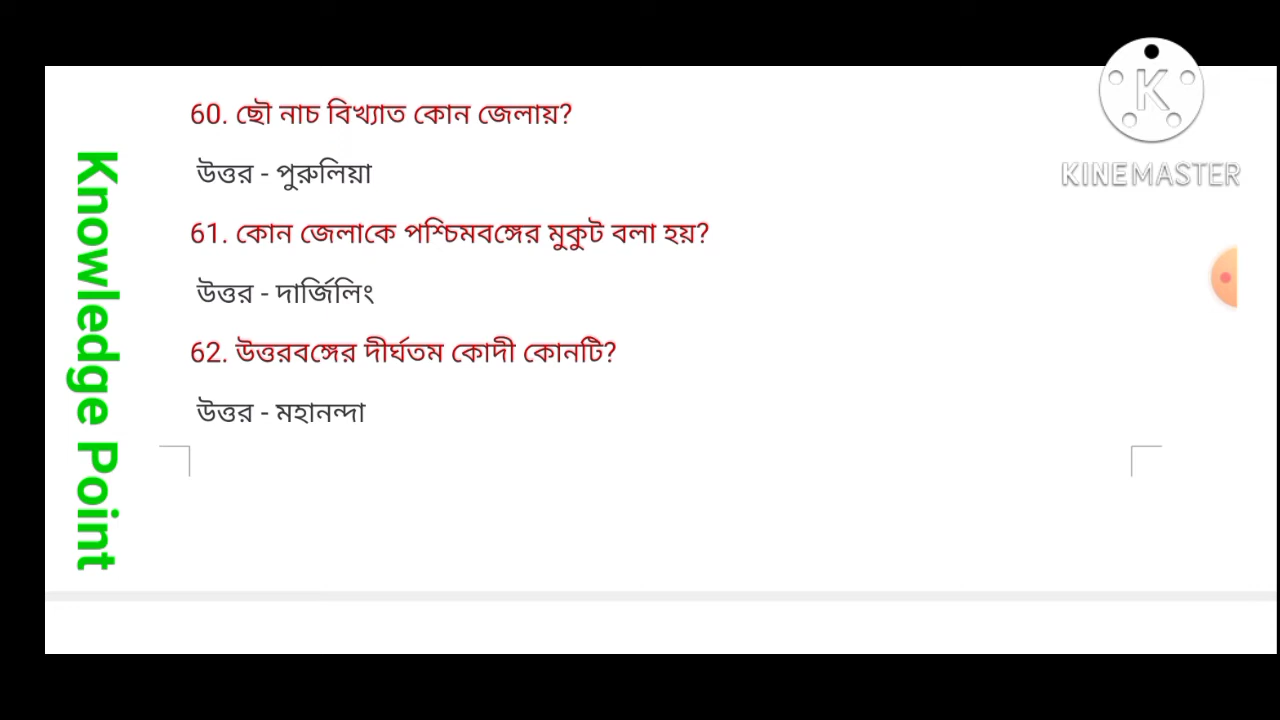 60. ছৌ নাচ বিখ্যাত কোন জেলায়?
উত্তর - পুরুলিয়া
61. কোন জেলাকে পশ্চিমবঙ্গের মুকুট বলা হয়?
উত্তর - দার্জিলিং
62. উত্তরবঙ্গের দীর্ঘতম কোদী কোনটি?
উত্তর - মহানন্দা
Knowledge Point
K
KINEMASTER